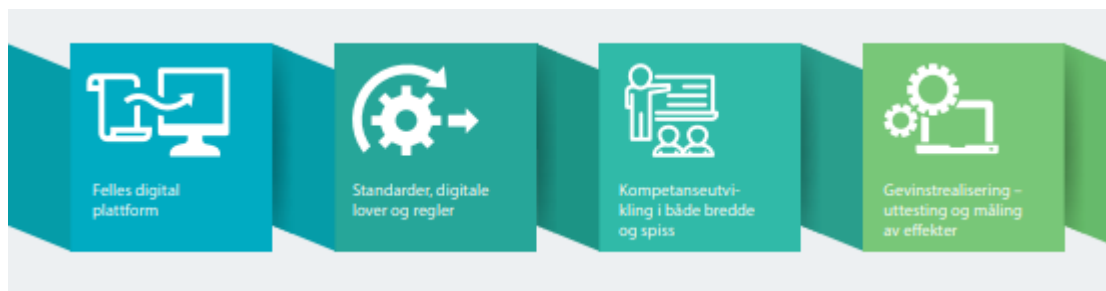 Felles digital
plattform
Standarder, digitale
lover og regler
Kompetanseutvi-
kling i både bredde
og spiss
Gevinstrealisering –
uttesting og måling
av effekter